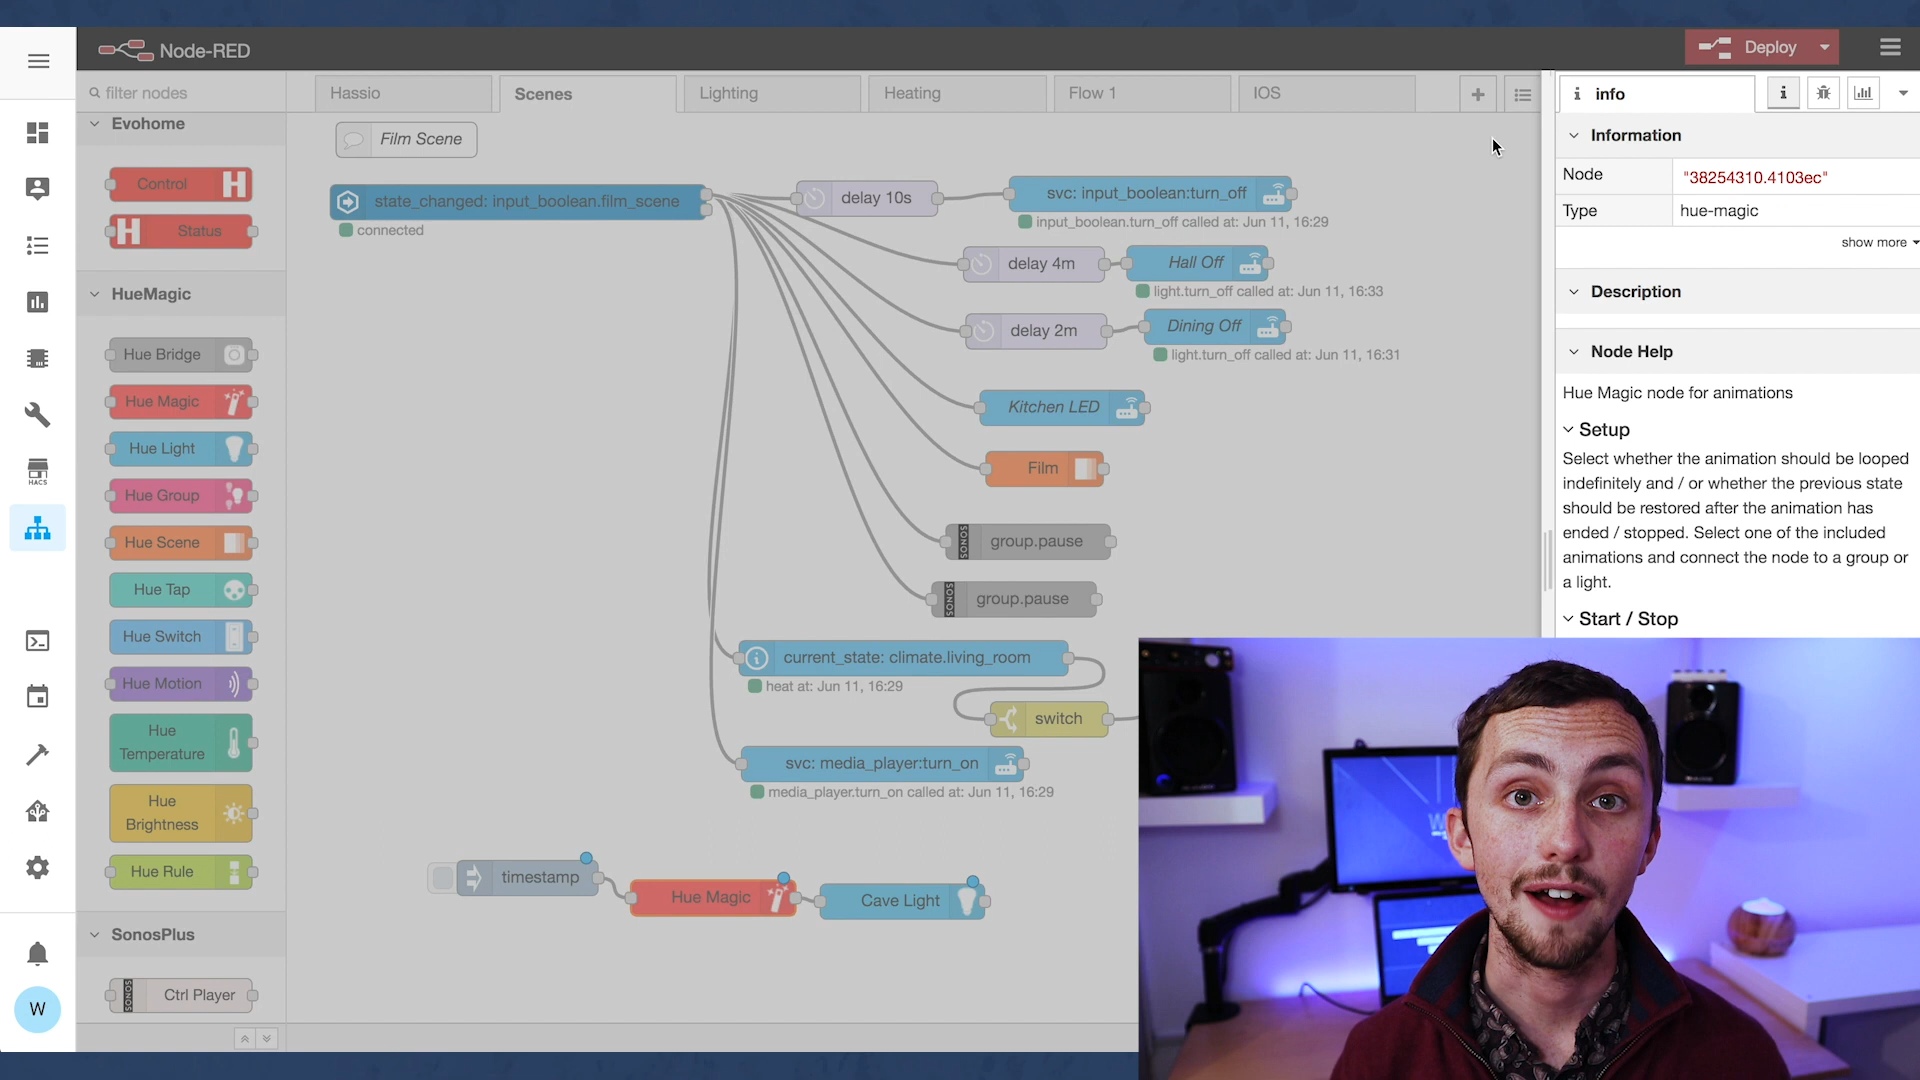 Node-RED
Deploy
filter nodes
Hassio
Scenes
Lighting
Heating
Flow 1
IOS
info
Evohome
Control
Status
HueMagic
Hue Bridge
Hue Magic
Hue Light
Hue Group
Hue Scene
Hue Tap
Hue Switch
Hue Motion
Hue
Temperature
Hue
Brightness
Hue Rule
SonosPlus
SONOS
Ctrl Player
HACS
W
Film Scene
state_changed: input_boolean.film_scene
connected
delay 10s
svc: input_boolean:turn_off
input_boolean.turn_off called at: Jun 11, 16:29
delay 4m
Hall Off
light.turn_off called at: Jun 11, 16:33
delay 2m
Dining Off
light.turn_off called at: Jun 11, 16:31
Kitchen LED
Film
SONOS
group.pause
SONOS
group.pause
current_state: climate.living_room
heat at: Jun 11, 16:29
switch
svc: media_player:turn_on
media_player.turn_on called at: Jun 11, 16:29
timestamp
Hue Magic
Cave Light
Information
Node
"38254310.4103ec"
Type
hue-magic
show more
Description
Node Help
Hue Magic node for animations
Setup
Select whether the animation should be looped
indefinitely and / or whether the previous state
should be restored after the animation has
ended / stopped. Select one of the included
animations and connect the node to a group or
a light.
Start / Stop